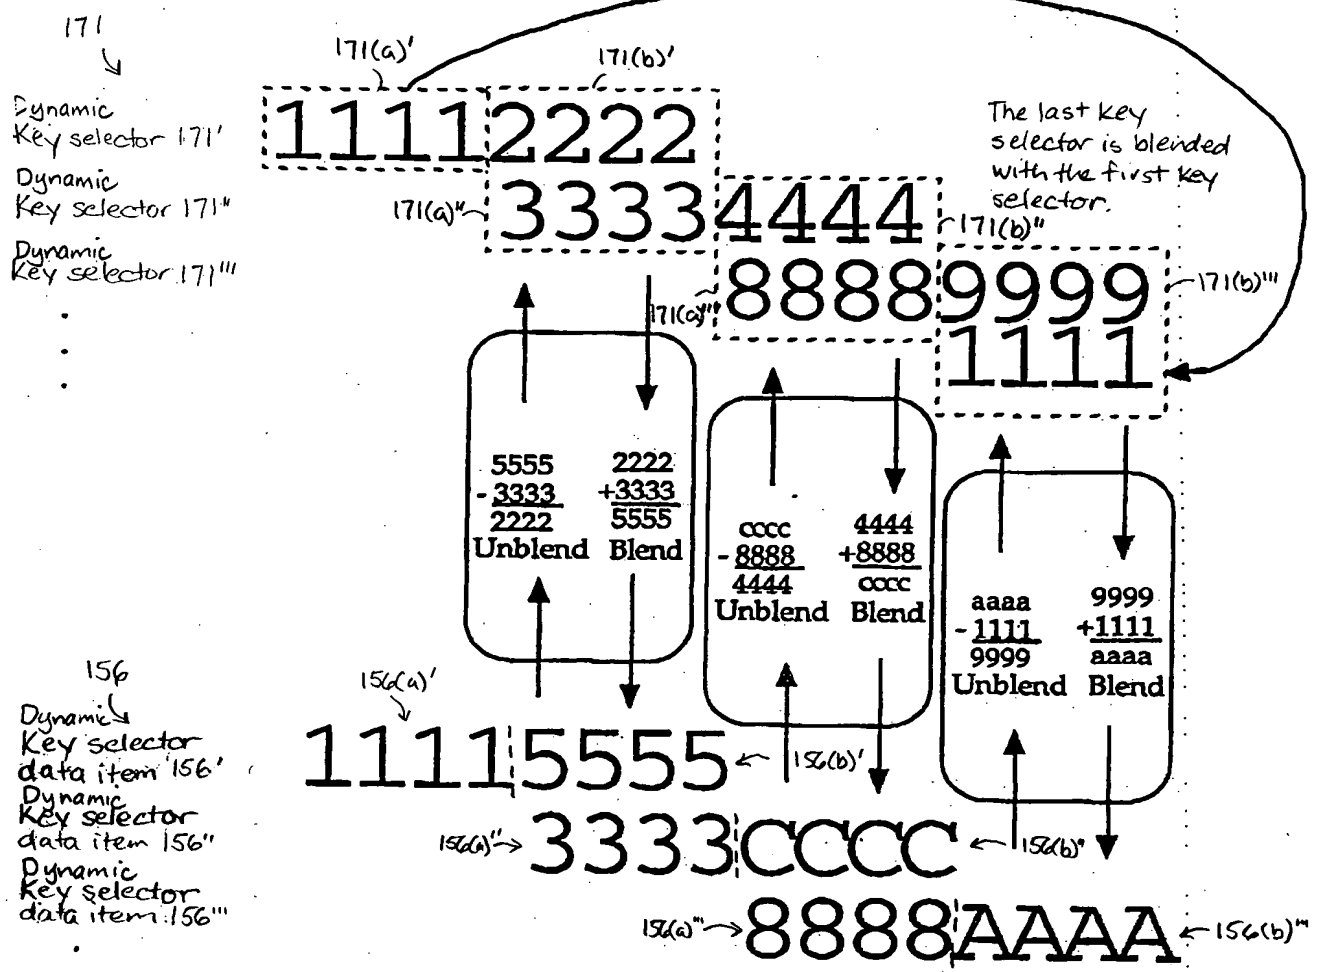 171
171(a)'
171(b)'
Dynamic
Key selector 171'
11112222
The last key
selector is blended
with the first key
selector.
Dynamic
Key selector 171"
171(a)"
33334444
171(b)"
Dynamic
Key selector 171'''
171(a)'''
88889999
171(b)'''
1111
5555
- 3333
2222
Unblend
2222
+3333
5555
Blend
cccc
- 8888
4444
Unblend
4444
+8888
cccc
Blend
aaaa
- 1111
9999
Unblend
9999
+1111
aaaa
Blend
156
156(a)'
Dynamic
Key selector
data item 156'
11115555
156(b)'
Dynamic
Key selector
data item 156"
156(a)"
3333CCCC
156(b)"
Dynamic
Key selector
data item 156'''
156(a)'''
8888AAAA
156(b)'''